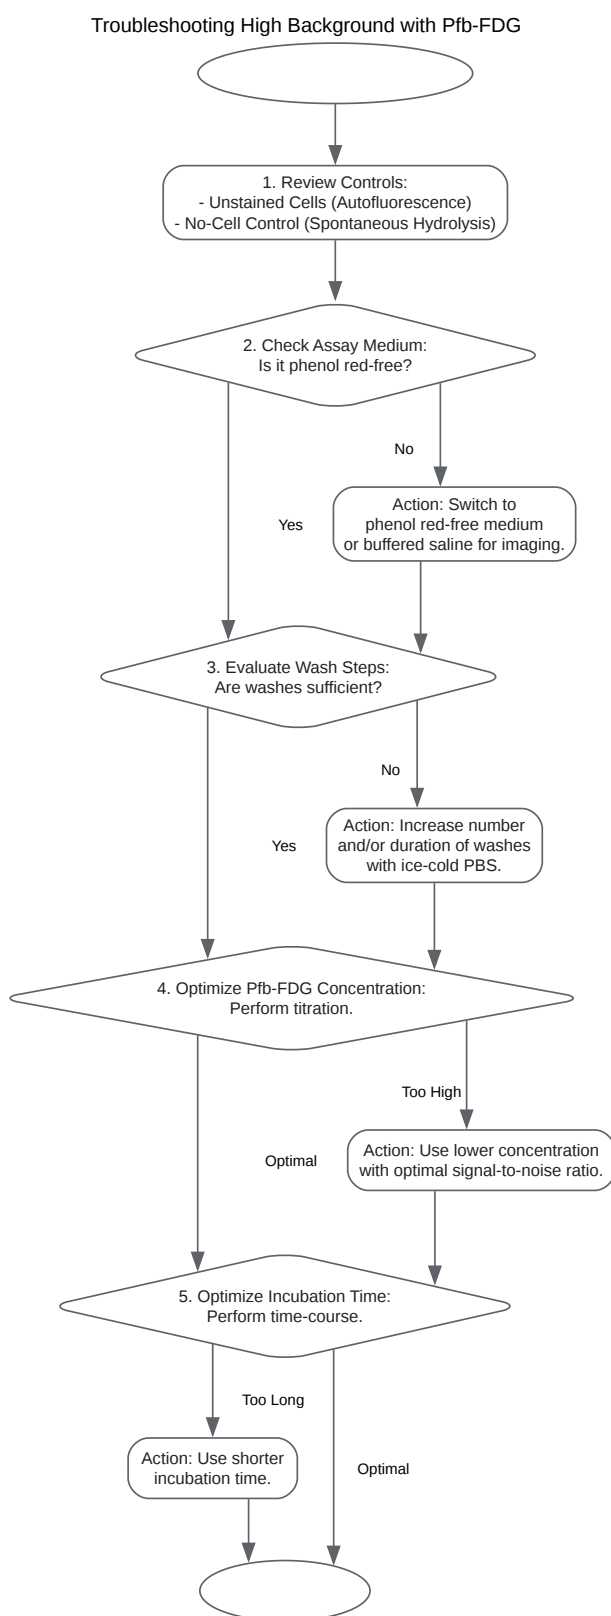 Troubleshooting High Background with Pfb-FDG
1. Review Controls:
- Unstained Cells (Autofluorescence)
- No-Cell Control (Spontaneous Hydrolysis)
2. Check Assay Medium:
Is it phenol red-free?
No
Action: Switch to
phenol red-free medium
or buffered saline for imaging.
Yes
3. Evaluate Wash Steps:
Are washes sufficient?
No
Action: Increase number
and/or duration of washes
with ice-cold PBS.
Yes
4. Optimize Pfb-FDG Concentration:
Perform titration.
Too High
Action: Use lower concentration
with optimal signal-to-noise ratio.
Optimal
5. Optimize Incubation Time:
Perform time-course.
Too Long
Action: Use shorter
incubation time.
Optimal